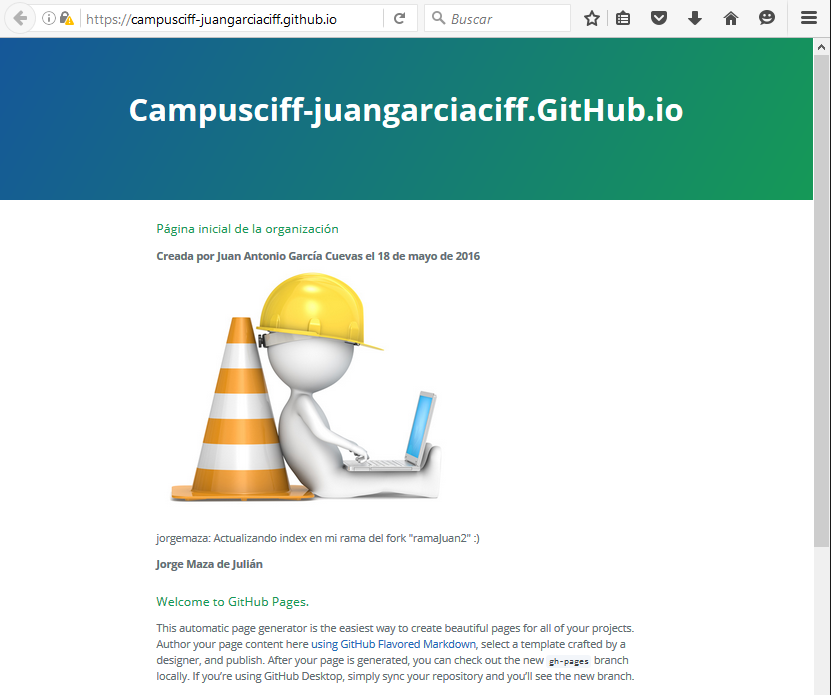 https://campusciff-juangarciaciff.github.io
Buscar
Campusciff-juangarciaciff.GitHub.io
Página inicial de la organización
Creada por Juan Antonio García Cuevas el 18 de mayo de 2016
jorgemaza: Actualizando index en mi rama del fork "ramaJuan2" :)
Jorge Maza de Julián
Welcome to GitHub Pages.
This automatic page generator is the easiest way to create beautiful pages for all of your projects.
Author your page content here using GitHub Flavored Markdown, select a template crafted by a
designer, and publish. After your page is generated, you can check out the new gh-pages branch
locally. If you’re using GitHub Desktop, simply sync your repository and you’ll see the new branch.